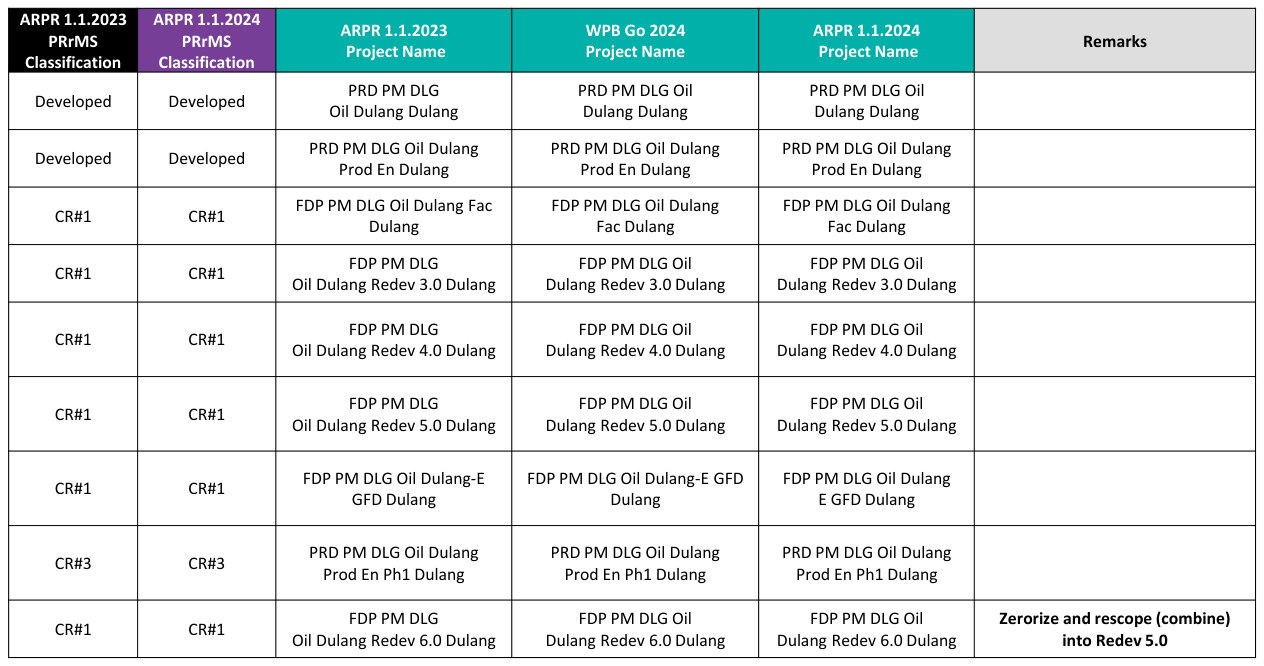 ARPR 1.1.2023
PRrMS
Classification
ARPR 1.1.2024
PRrMS
Classification
ARPR 1.1.2023
Project Name
WPB Go 2024
Project Name
ARPR 1.1.2024
Project Name
Remarks
Developed
Developed
PRD PM DLG
Oil Dulang Dulang
PRD PM DLG Oil
Dulang Dulang
PRD PM DLG Oil
Dulang Dulang
Developed
Developed
PRD PM DLG Oil Dulang
Prod En Dulang
PRD PM DLG Oil Dulang
Prod En Dulang
PRD PM DLG Oil Dulang
Prod En Dulang
CR#1
CR#1
FDP PM DLG Oil Dulang Fac
Dulang
FDP PM DLG Oil Dulang
Fac Dulang
FDP PM DLG Oil Dulang
Fac Dulang
CR#1
CR#1
FDP PM DLG
Oil Dulang Redev 3.0 Dulang
FDP PM DLG Oil
Dulang Redev 3.0 Dulang
FDP PM DLG Oil
Dulang Redev 3.0 Dulang
CR#1
CR#1
FDP PM DLG
Oil Dulang Redev 4.0 Dulang
FDP PM DLG Oil
Dulang Redev 4.0 Dulang
FDP PM DLG Oil
Dulang Redev 4.0 Dulang
CR#1
CR#1
FDP PM DLG
Oil Dulang Redev 5.0 Dulang
FDP PM DLG Oil
Dulang Redev 5.0 Dulang
FDP PM DLG Oil
Dulang Redev 5.0 Dulang
CR#1
CR#1
FDP PM DLG Oil Dulang-E
GFD Dulang
FDP PM DLG Oil Dulang-E GFD
Dulang
FDP PM DLG Oil Dulang
E GFD Dulang
CR#3
CR#3
PRD PM DLG Oil Dulang
Prod En Ph1 Dulang
PRD PM DLG Oil Dulang
Prod En Ph1 Dulang
PRD PM DLG Oil Dulang
Prod En Ph1 Dulang
CR#1
CR#1
FDP PM DLG
Oil Dulang Redev 6.0 Dulang
FDP PM DLG Oil
Dulang Redev 6.0 Dulang
FDP PM DLG Oil
Dulang Redev 6.0 Dulang
Zerorize and rescope (combine)
into Redev 5.0